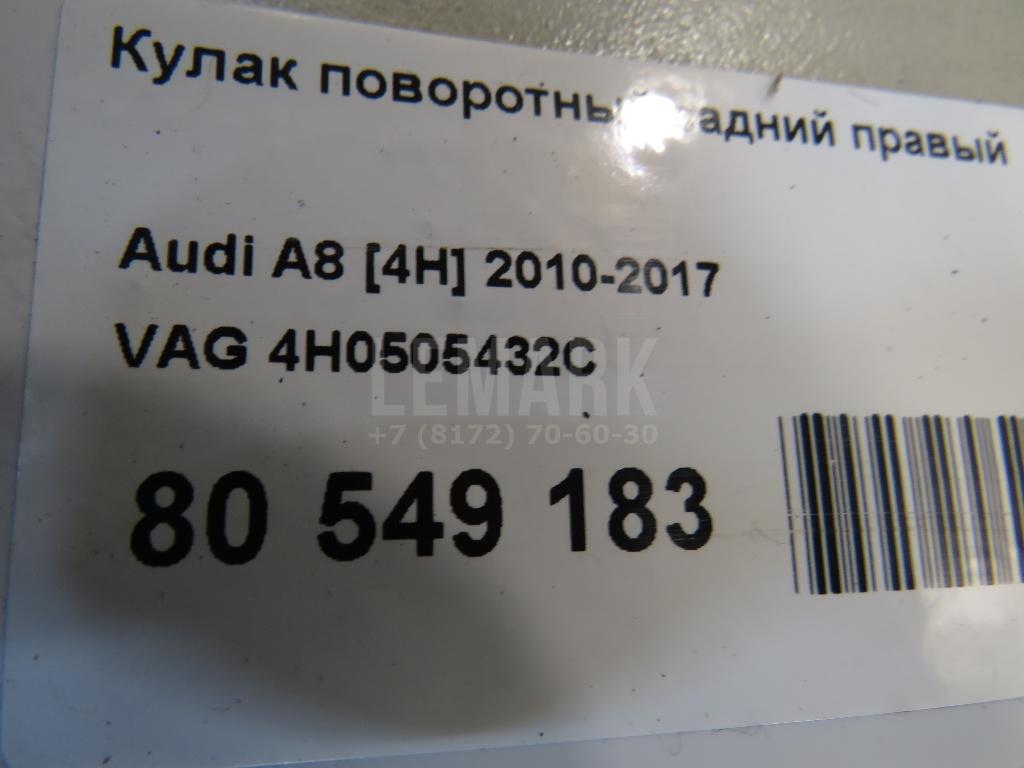 Кулак поворотный задний правый
Audi A8 [4H] 2010-2017
VAG 4H0505432C
LEMARK
+7 (8172) 70-60-30
80 549 183